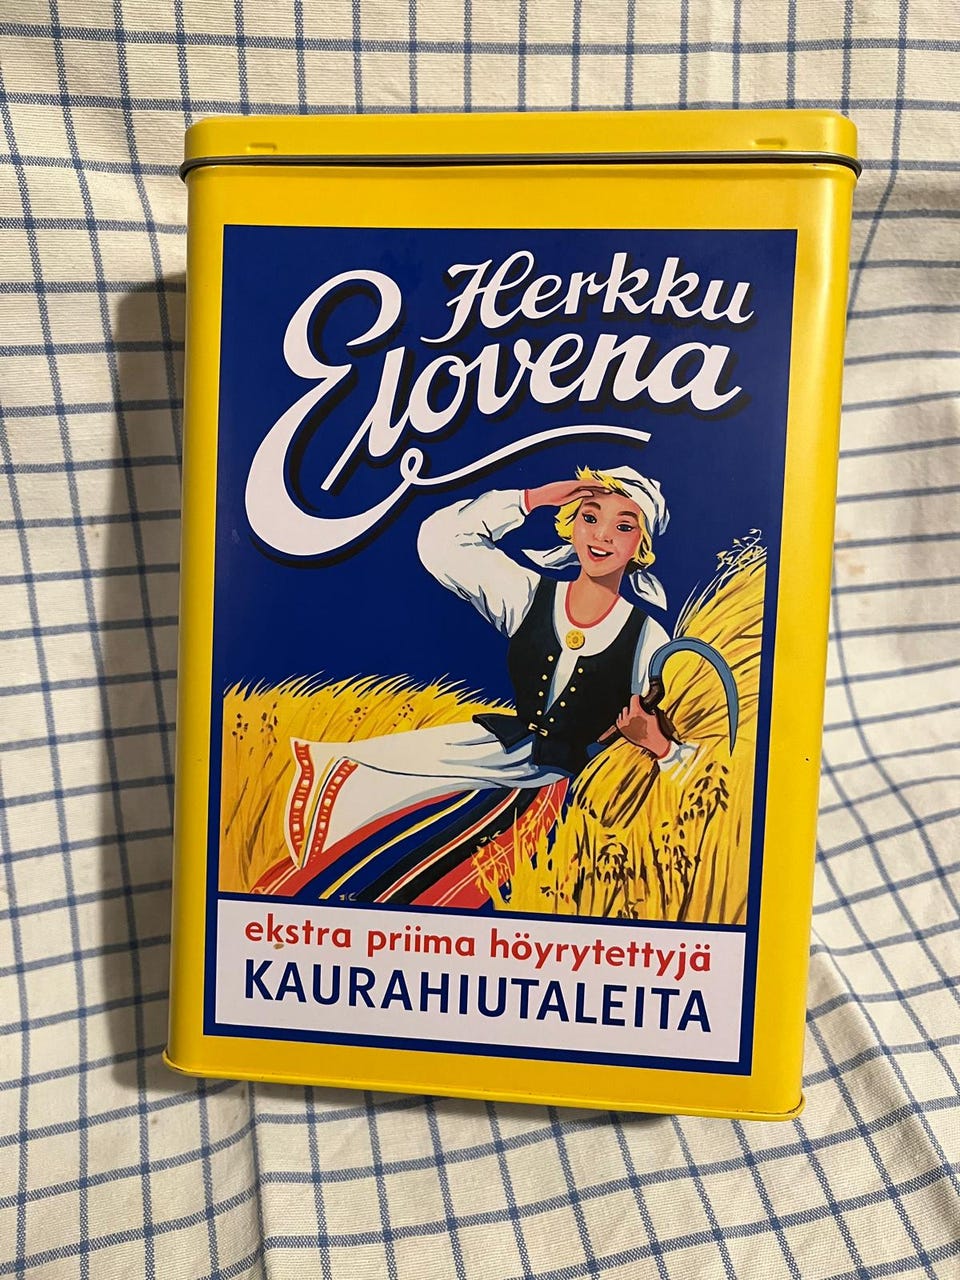 Herkku
Elovena
ekstra priima höyrytettyjä
KAURAHIUTALEITA